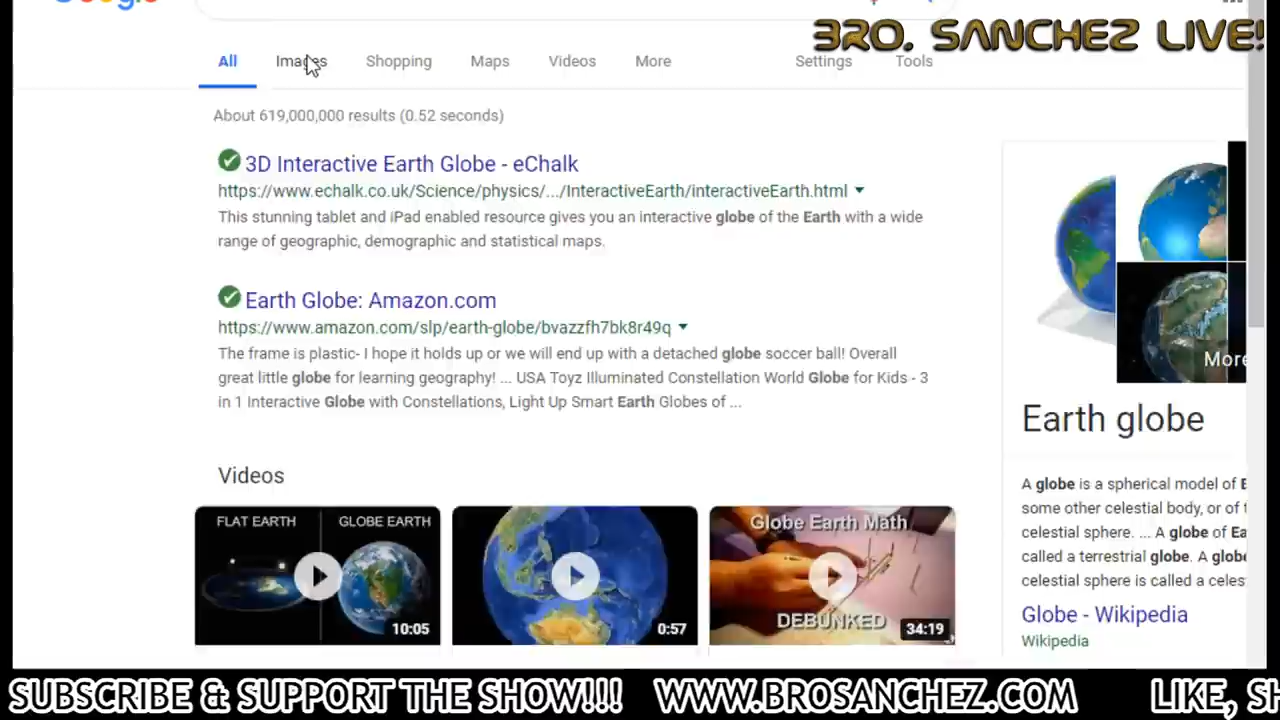 Google
BRO. SANCHEZ LIVE!
All Images Shopping Maps Videos More Settings Tools
About 619,000,000 results (0.52 seconds)
3D Interactive Earth Globe - eChalk
https://www.echalk.co.uk/Science/physics/.../InteractiveEarth/interactiveEarth.html
This stunning tablet and iPad enabled resource gives you an interactive globe of the Earth with a wide
range of geographic, demographic and statistical maps.
Earth Globe: Amazon.com
https://www.amazon.com/slp/earth-globe/bvazzfh7bk8r49q
The frame is plastic- I hope it holds up or we will end up with a detached globe soccer ball! Overall
great little globe for learning geography! ... USA Toyz Illuminated Constellation World Globe for Kids - 3
in 1 Interactive Globe with Constellations, Light Up Smart Earth Globes of ...
Videos
FLAT EARTH GLOBE EARTH
10:05
0:57
Globe Earth Math
DEBUNKED
34:19
More
Earth globe
A globe is a spherical model of E
some other celestial body, or of t
celestial sphere. ... A globe of Ea
called a terrestrial globe. A globe
celestial sphere is called a celes
Globe - Wikipedia
Wikipedia
SUBSCRIBE & SUPPORT THE SHOW!!! WWW.BROSANCHEZ.COM LIKE, SH